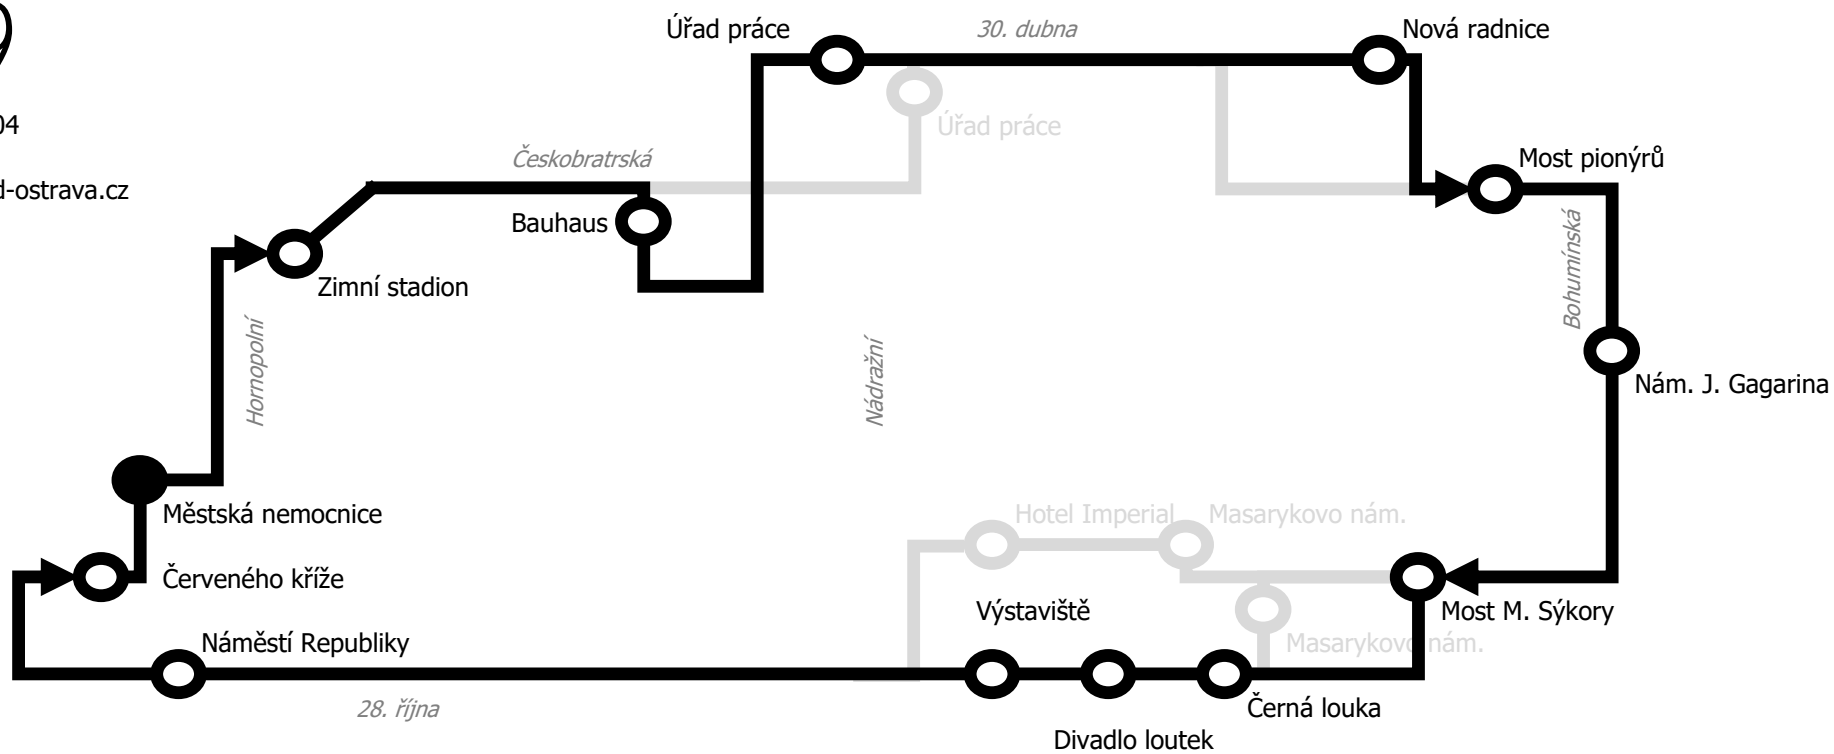 Úřad práce
30. dubna
Nová radnice
04
Úřad práce
Českobratrská
Most pionýrů
d-ostrava.cz
Bauhaus
Bohumínská
Zimní stadion
Hornopolní
Nádražní
Nám. J. Gagarina
Městská nemocnice
Hotel Imperial
Masarykovo nám.
Červeného kříže
Výstaviště
Most M. Sýkory
Náměstí Republiky
Masarykovo nám.
28. října
Černá louka
Divadlo loutek